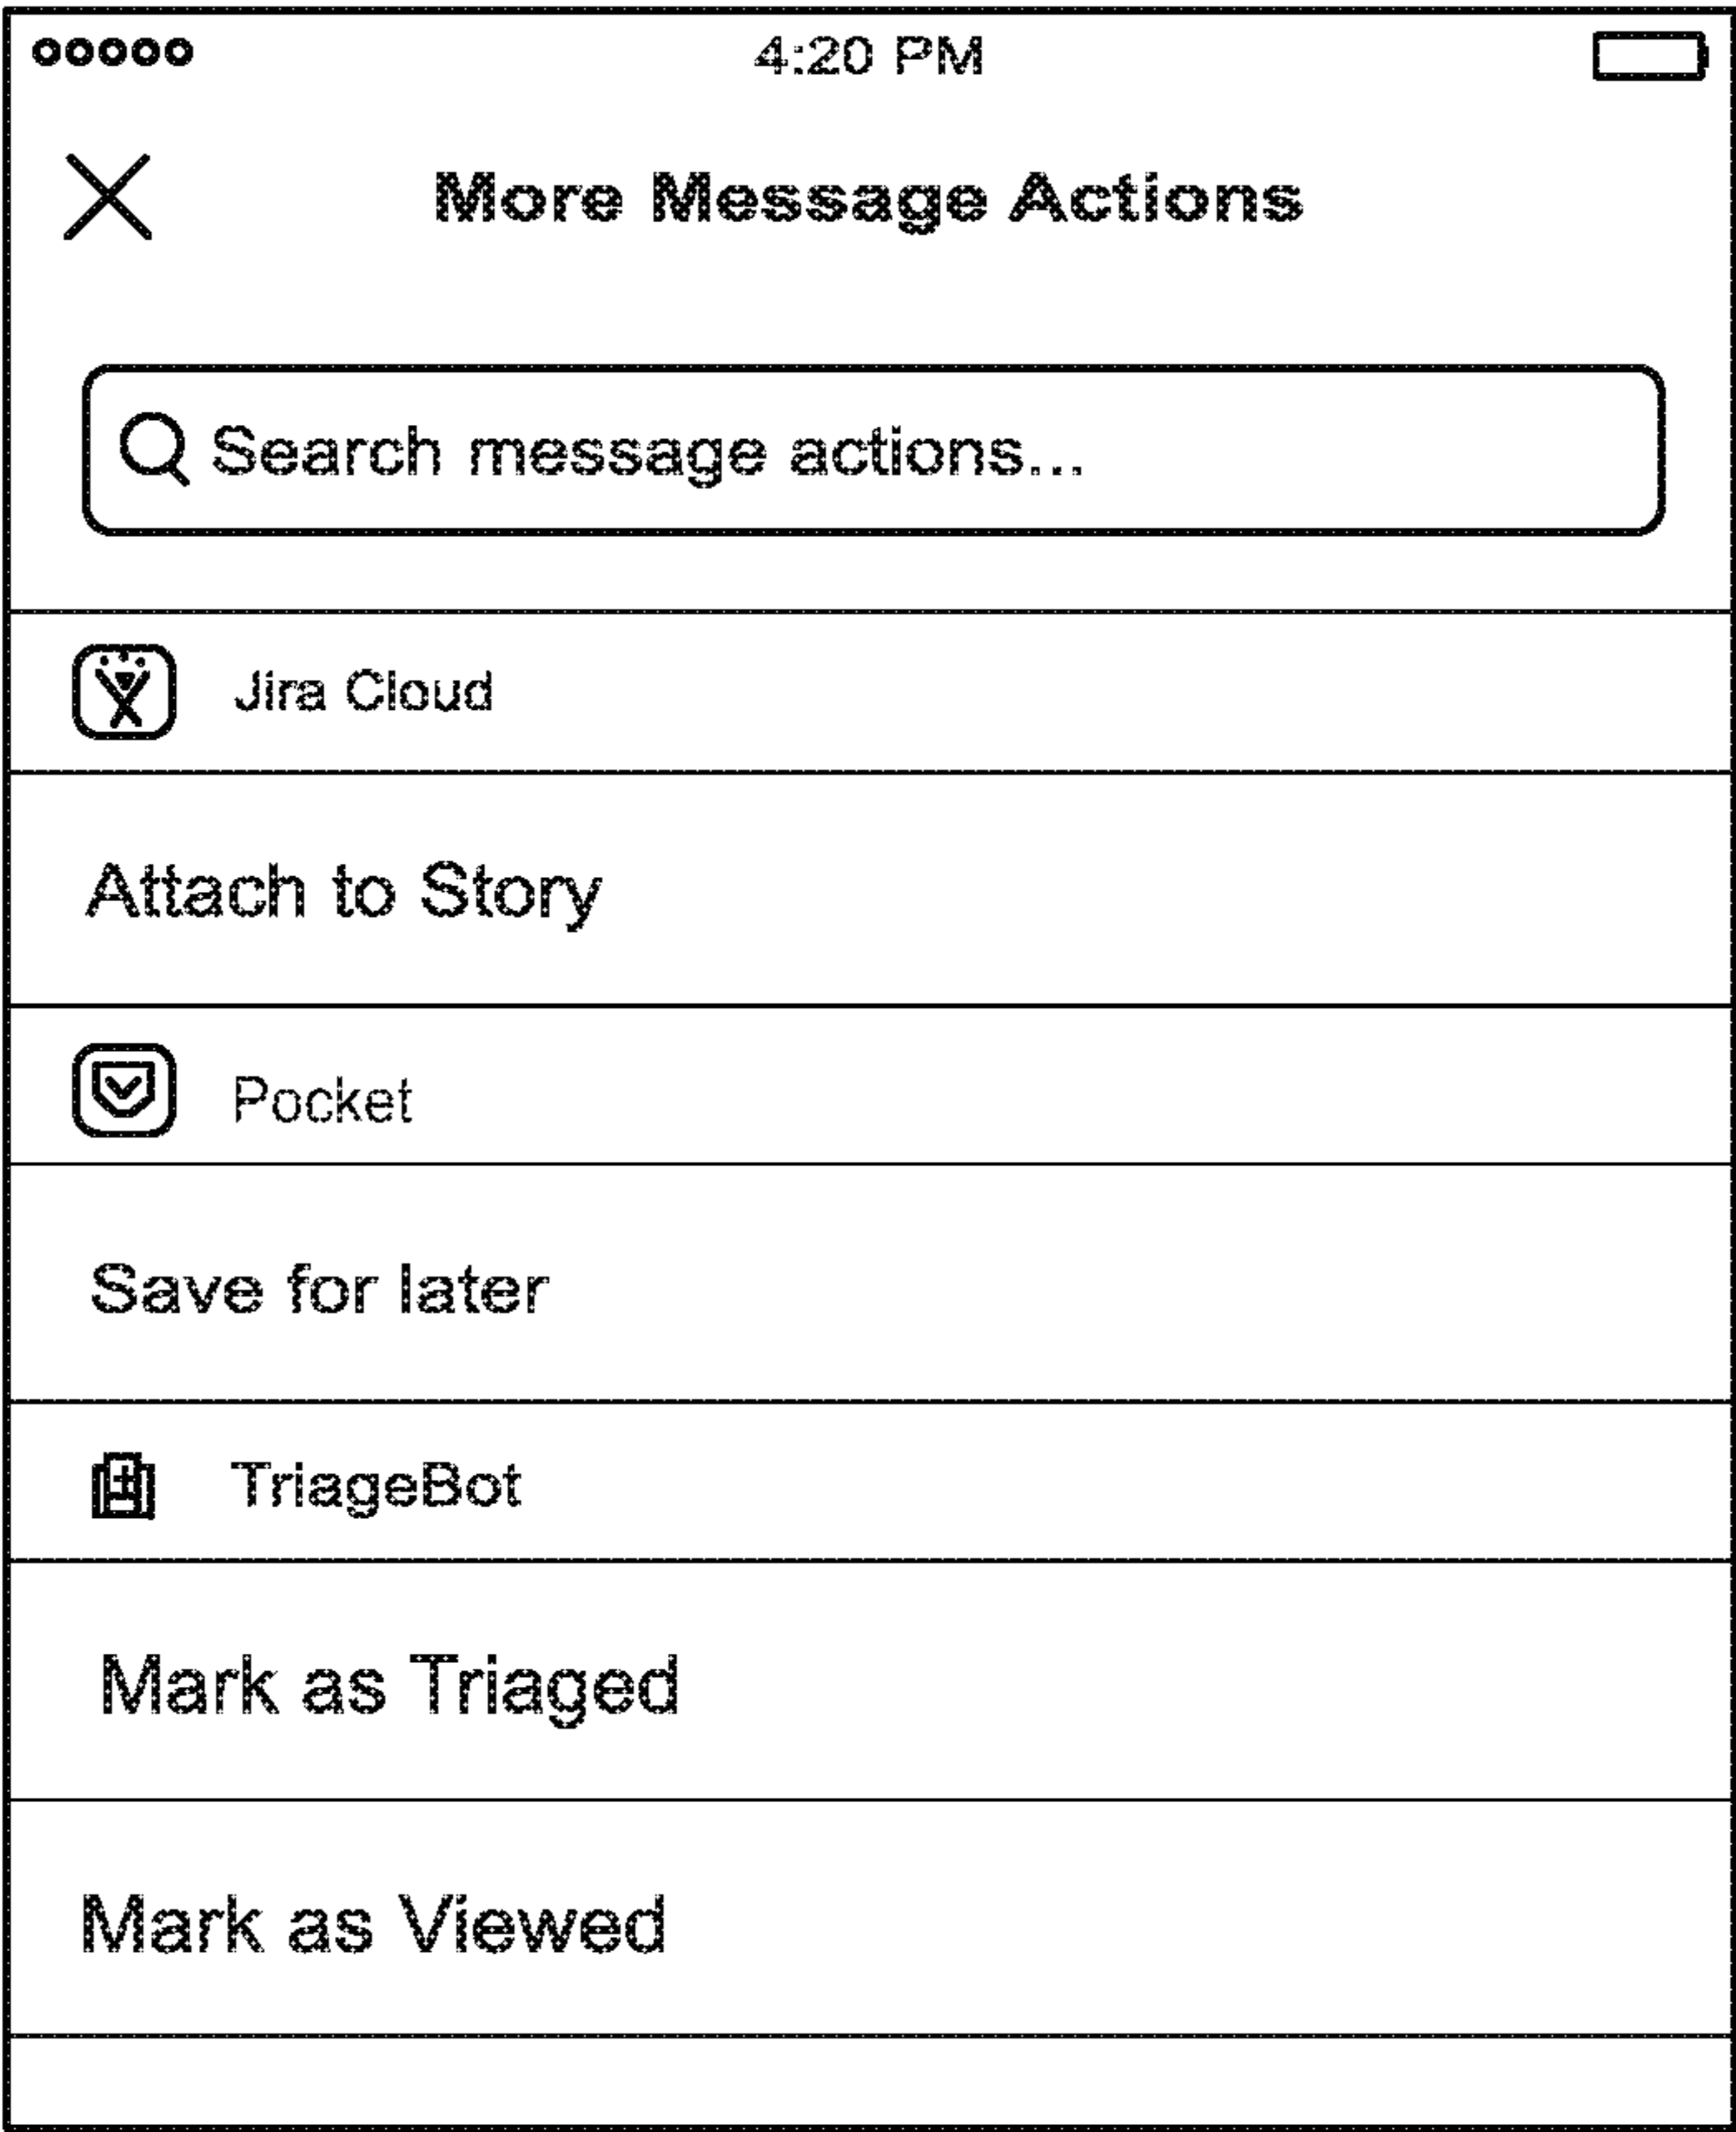 4:20 PM
More Message Actions
Search message actions...
Jira Cloud
Attach to Story
Pocket
Save for later
TriageBot
Mark as Triaged
Mark as Viewed